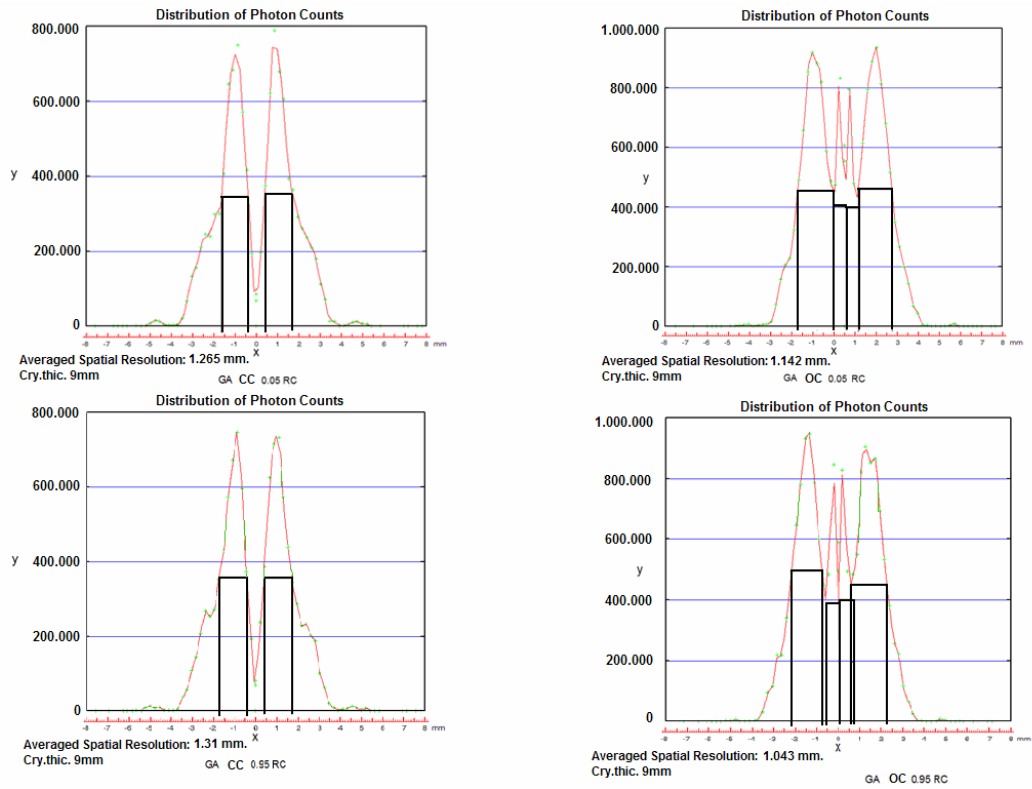 Distribution of Photon Counts
800.000
600.000
400.000
200.000
0
y
-8 -7 -6 -5 -4 -3 -2 -1 0 1 2 3 4 5 6 7 8 mm
X
Averaged Spatial Resolution: 1.265 mm.
Cry.thic. 9mm
GA CC 0.05 RC
Distribution of Photon Counts
1.000.000
800.000
600.000
400.000
200.000
0
y
-8 -7 -6 -5 -4 -3 -2 -1 0 1 2 3 4 5 6 7 8 mm
X
Averaged Spatial Resolution: 1.142 mm.
Cry.thic. 9mm
GA OC 0.05 RC
Distribution of Photon Counts
800.000
600.000
400.000
200.000
0
y
-8 -7 -6 -5 -4 -3 -2 -1 0 1 2 3 4 5 6 7 8 mm
X
Averaged Spatial Resolution: 1.31 mm.
Cry.thic. 9mm
GA CC 0.95 RC
Distribution of Photon Counts
1.000.000
800.000
600.000
400.000
200.000
0
y
-8 -7 -6 -5 -4 -3 -2 -1 0 1 2 3 4 5 6 7 8 mm
X
Averaged Spatial Resolution: 1.043 mm.
Cry.thic. 9mm
GA OC 0.95 RC